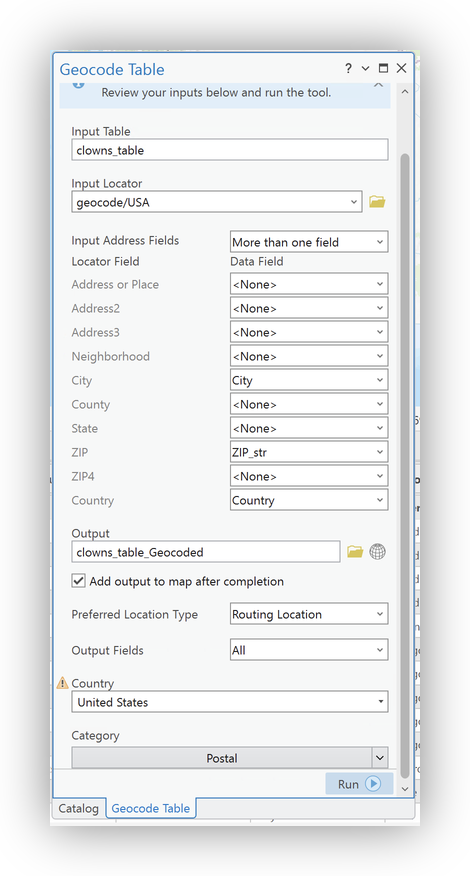 Geocode Table
?
Review your inputs below and run the tool.
Input Table
clowns_table
Input Locator
geocode/USA
Input Address Fields More than one field
Locator Field Data Field
Address or Place <None>
Address2 <None>
Address3 <None>
Neighborhood <None>
City City
County <None>
State <None>
ZIP ZIP_str
ZIP4 <None>
Country Country
Output
clowns_table_Geocoded
Add output to map after completion
Preferred Location Type Routing Location
Output Fields All
Country
United States
Category
Postal
Run
Catalog Geocode Table